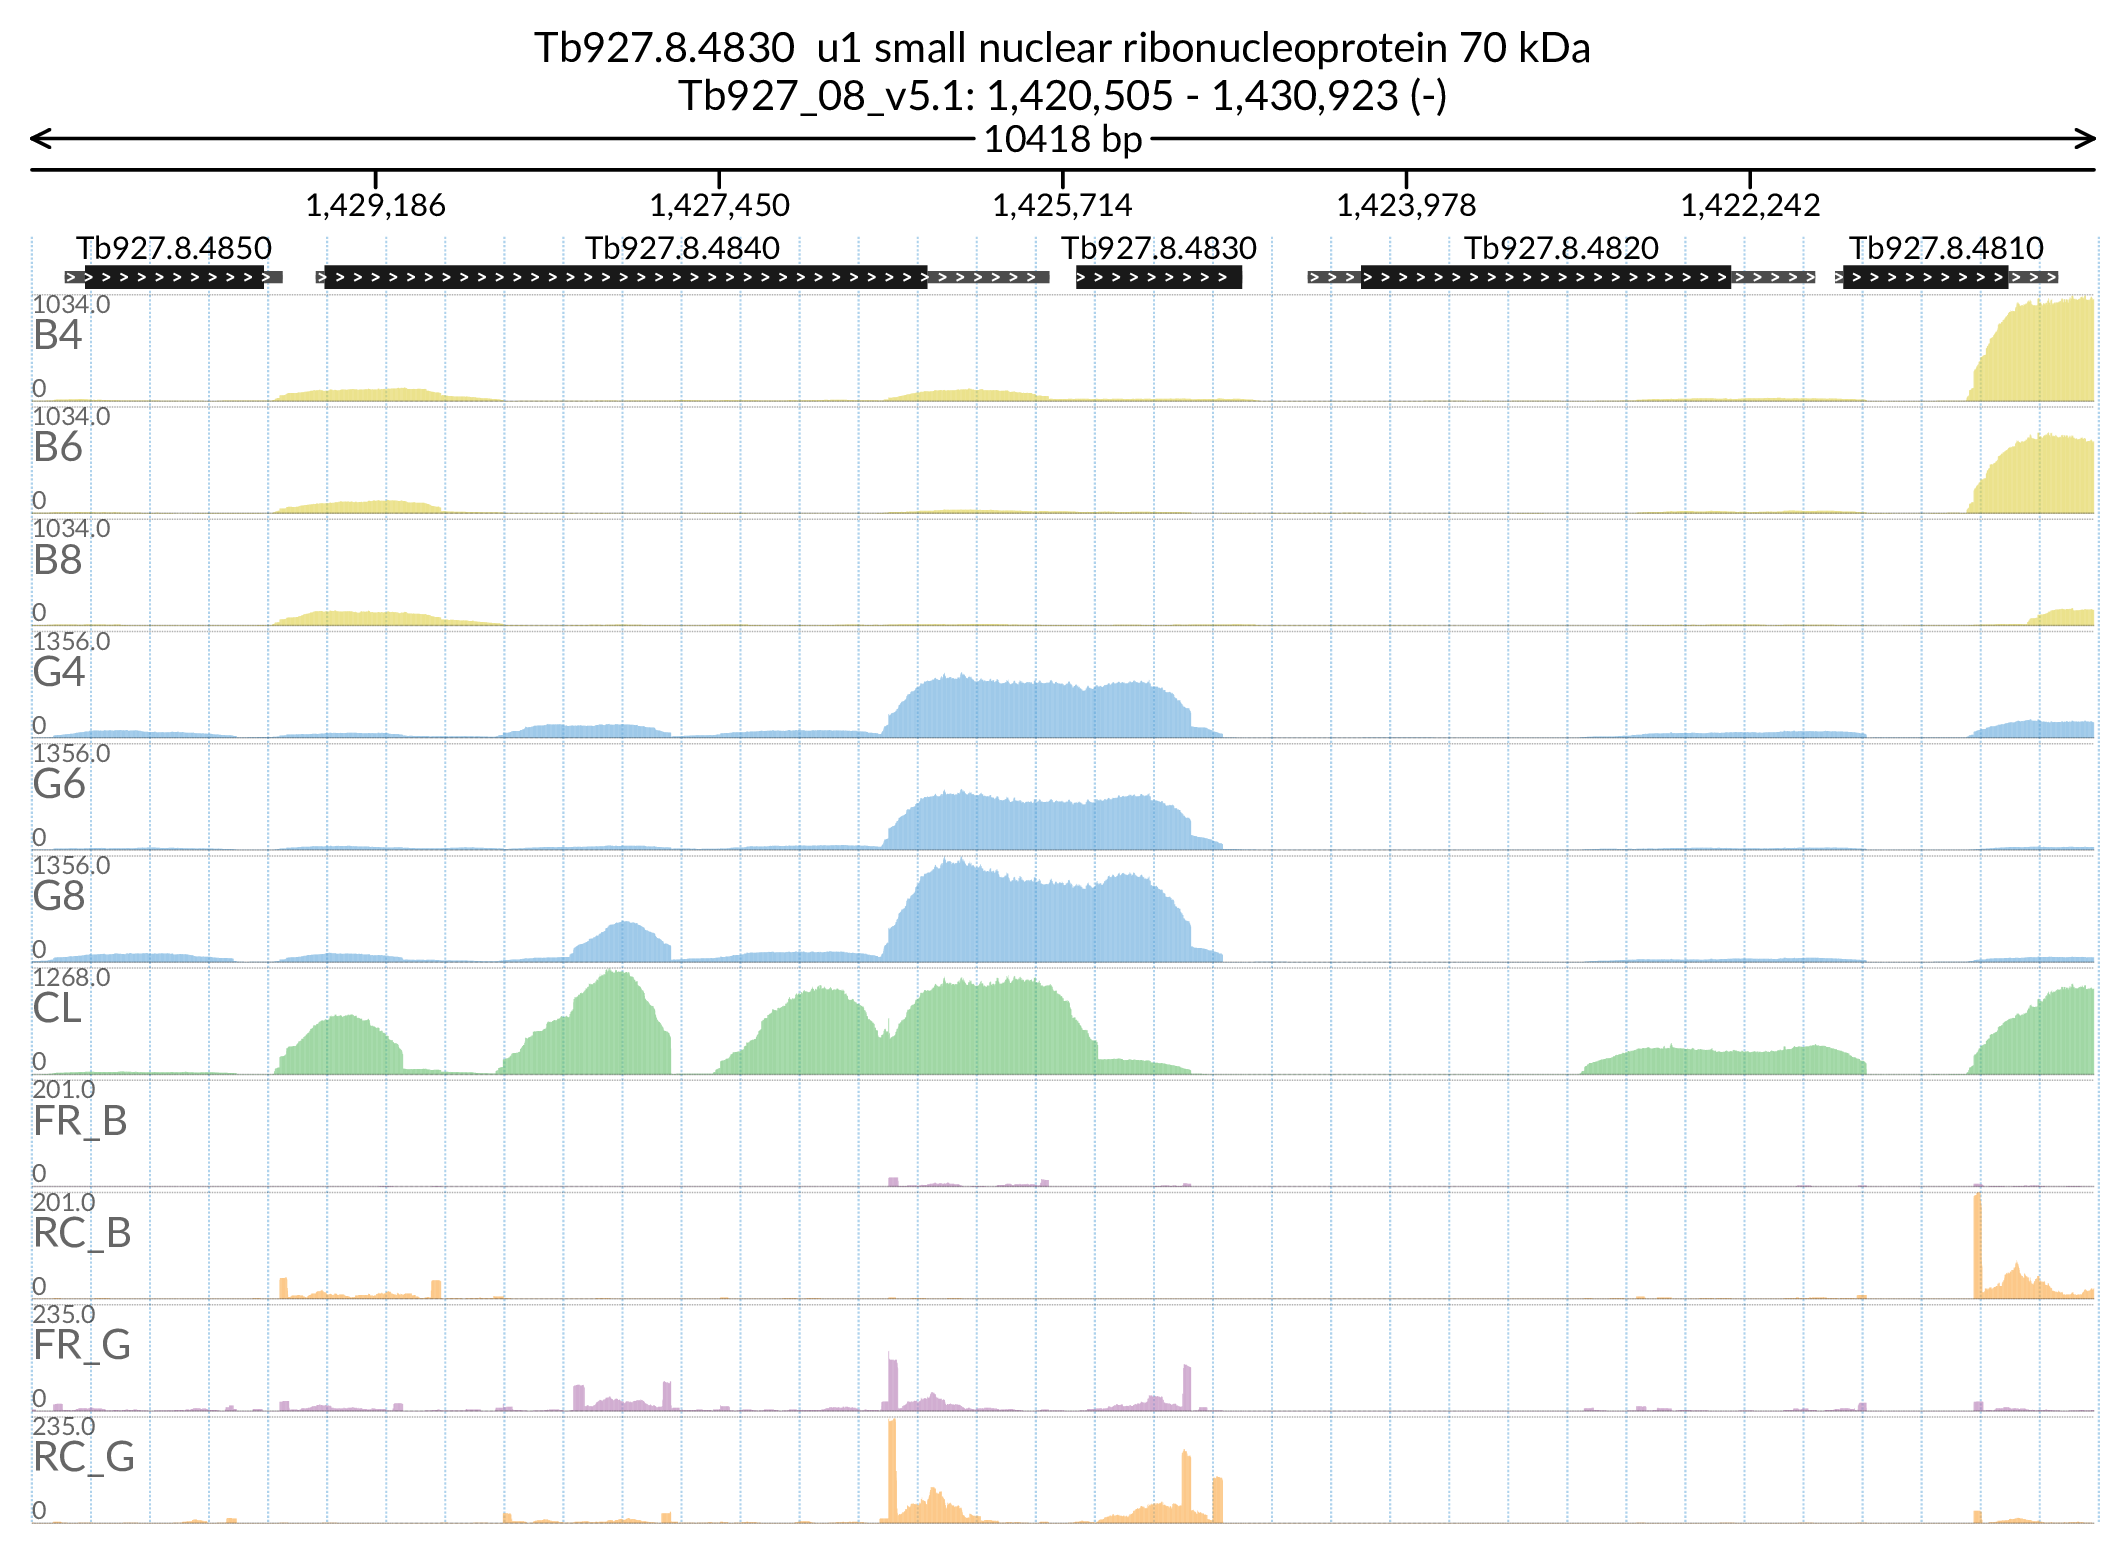 Tb927.8.4830  u1 small nuclear ribonucleoprotein 70 kDa
Tb927_08_v5.1: 1,420,505 - 1,430,923 (-)
10418 bp
1,429,186 1,427,450 1,425,714 1,423,978 1,422,242
Tb927.8.4850 Tb927.8.4840 Tb927.8.4830 Tb927.8.4820 Tb927.8.4810
1034.0
B4
0
1034.0
B6
0
1034.0
B8
0
1356.0
G4
0
1356.0
G6
0
1356.0
G8
0
1268.0
CL
0
201.0
FR_B
0
201.0
RC_B
0
235.0
FR_G
0
235.0
RC_G
0